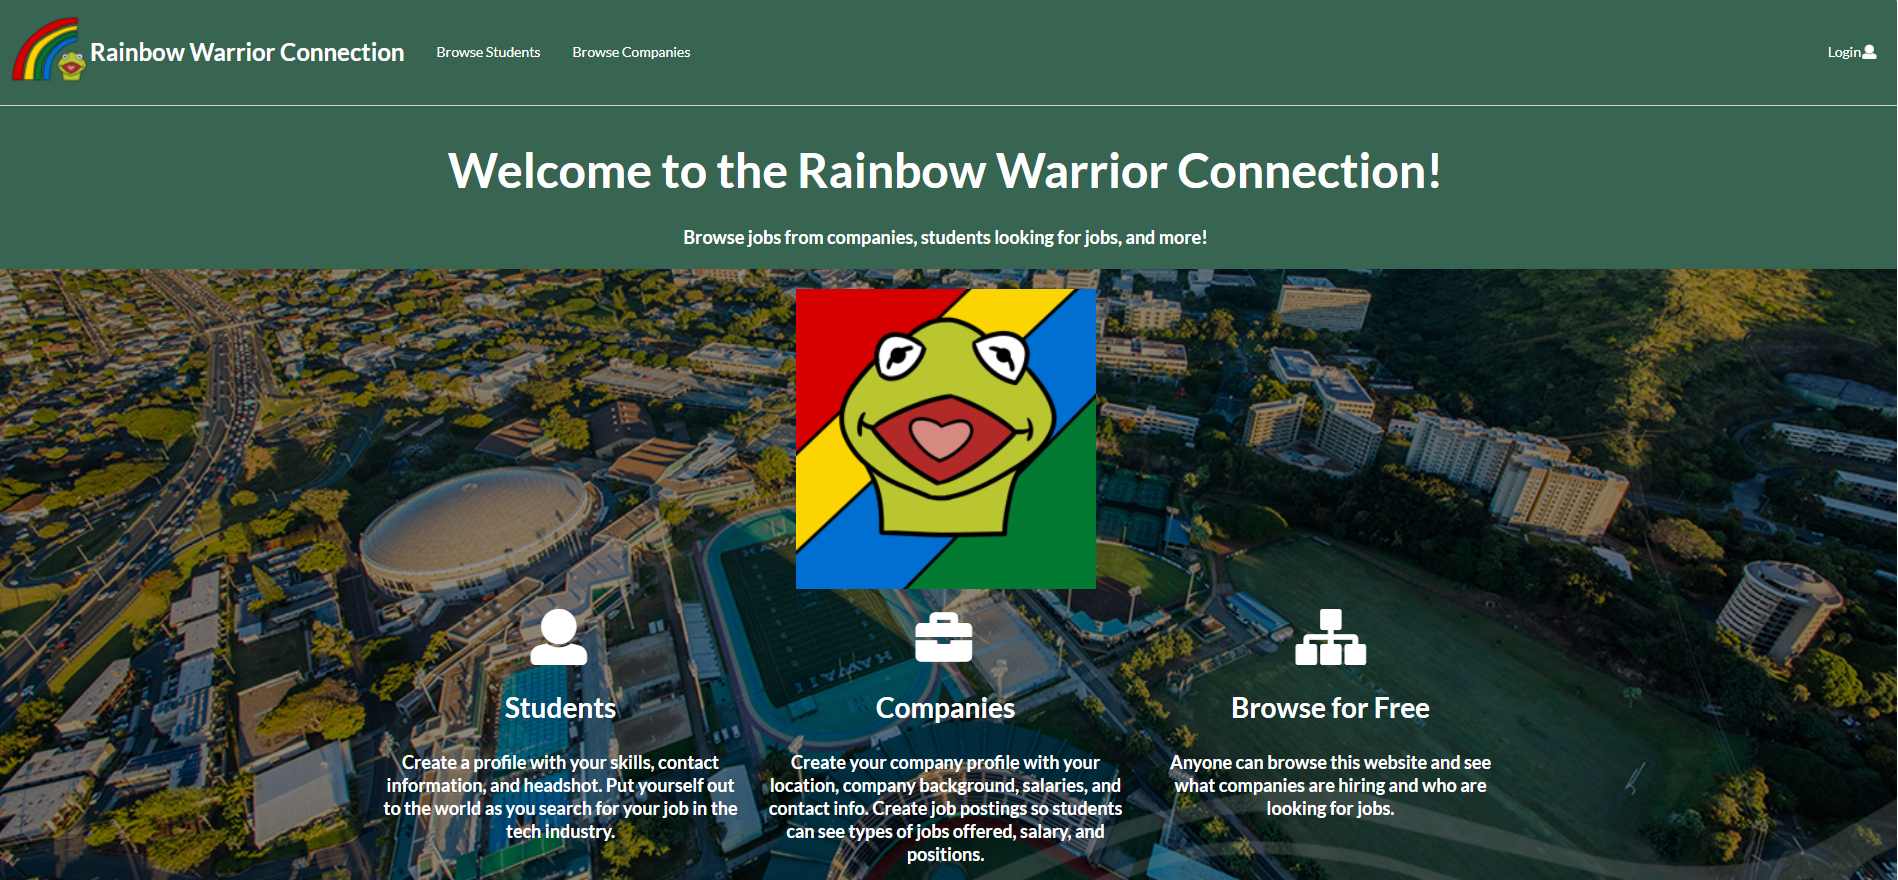 Rainbow Warrior Connection
Browse Students
Browse Companies
Login
Welcome to the Rainbow Warrior Connection!
Browse jobs from companies, students looking for jobs, and more!
HAWAII
Students
Create a profile with your skills, contact
information, and headshot. Put yourself out
to the world as you search for your job in the
tech industry.
Companies
Create your company profile with your
location, company background, salaries, and
contact info. Create job postings so students
can see types of jobs offered, salary, and
positions.
Browse for Free
Anyone can browse this website and see
what companies are hiring and who are
looking for jobs.